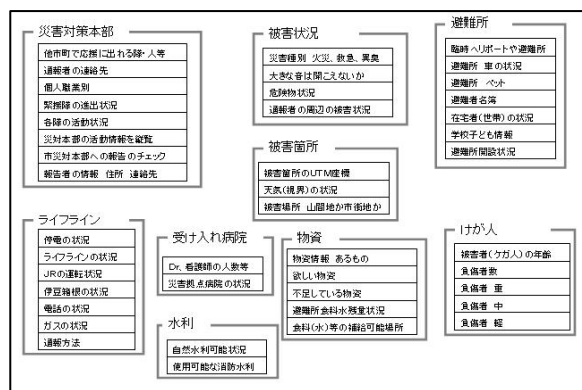 災害対策本部
他市町で応援に出れる隊・人等
通報者の連絡先
個人職業別
緊援隊の進出状況
各隊の活動状況
災対本部の活動情報を縦覧
市災対本部への報告のチェック
報告者の情報 住所 連絡先
被害状況
災害種別 火災、救急、異臭
大きな音は聞こえないか
危険物状況
通報者の周辺の被害状況
避難所
臨時ヘリポートや避難所
避難所 車の状況
避難所 ペット
避難者名簿
在宅者(世帯)の状況
学校子ども情報
避難所開設状況
被害箇所
被害箇所のUTM座標
天気(視界)の状況
被害場所 山間地か市街地か
ライフライン
停電の状況
ライフラインの状況
JRの運転状況
伊豆箱根の状況
電話の状況
ガスの状況
通報方法
受け入れ病院
Dr、看護師の人数等
災害拠点病院の状況
水利
自然水利可能状況
使用可能な消防水利
物資
物資情報 あるもの
欲しい物資
不足している物資
避難所食料水残量状況
食料(水)等の補給可能場所
けが人
被害者(ケガ人)の年齢
負傷者数
負傷者 重
負傷者 中
負傷者 軽